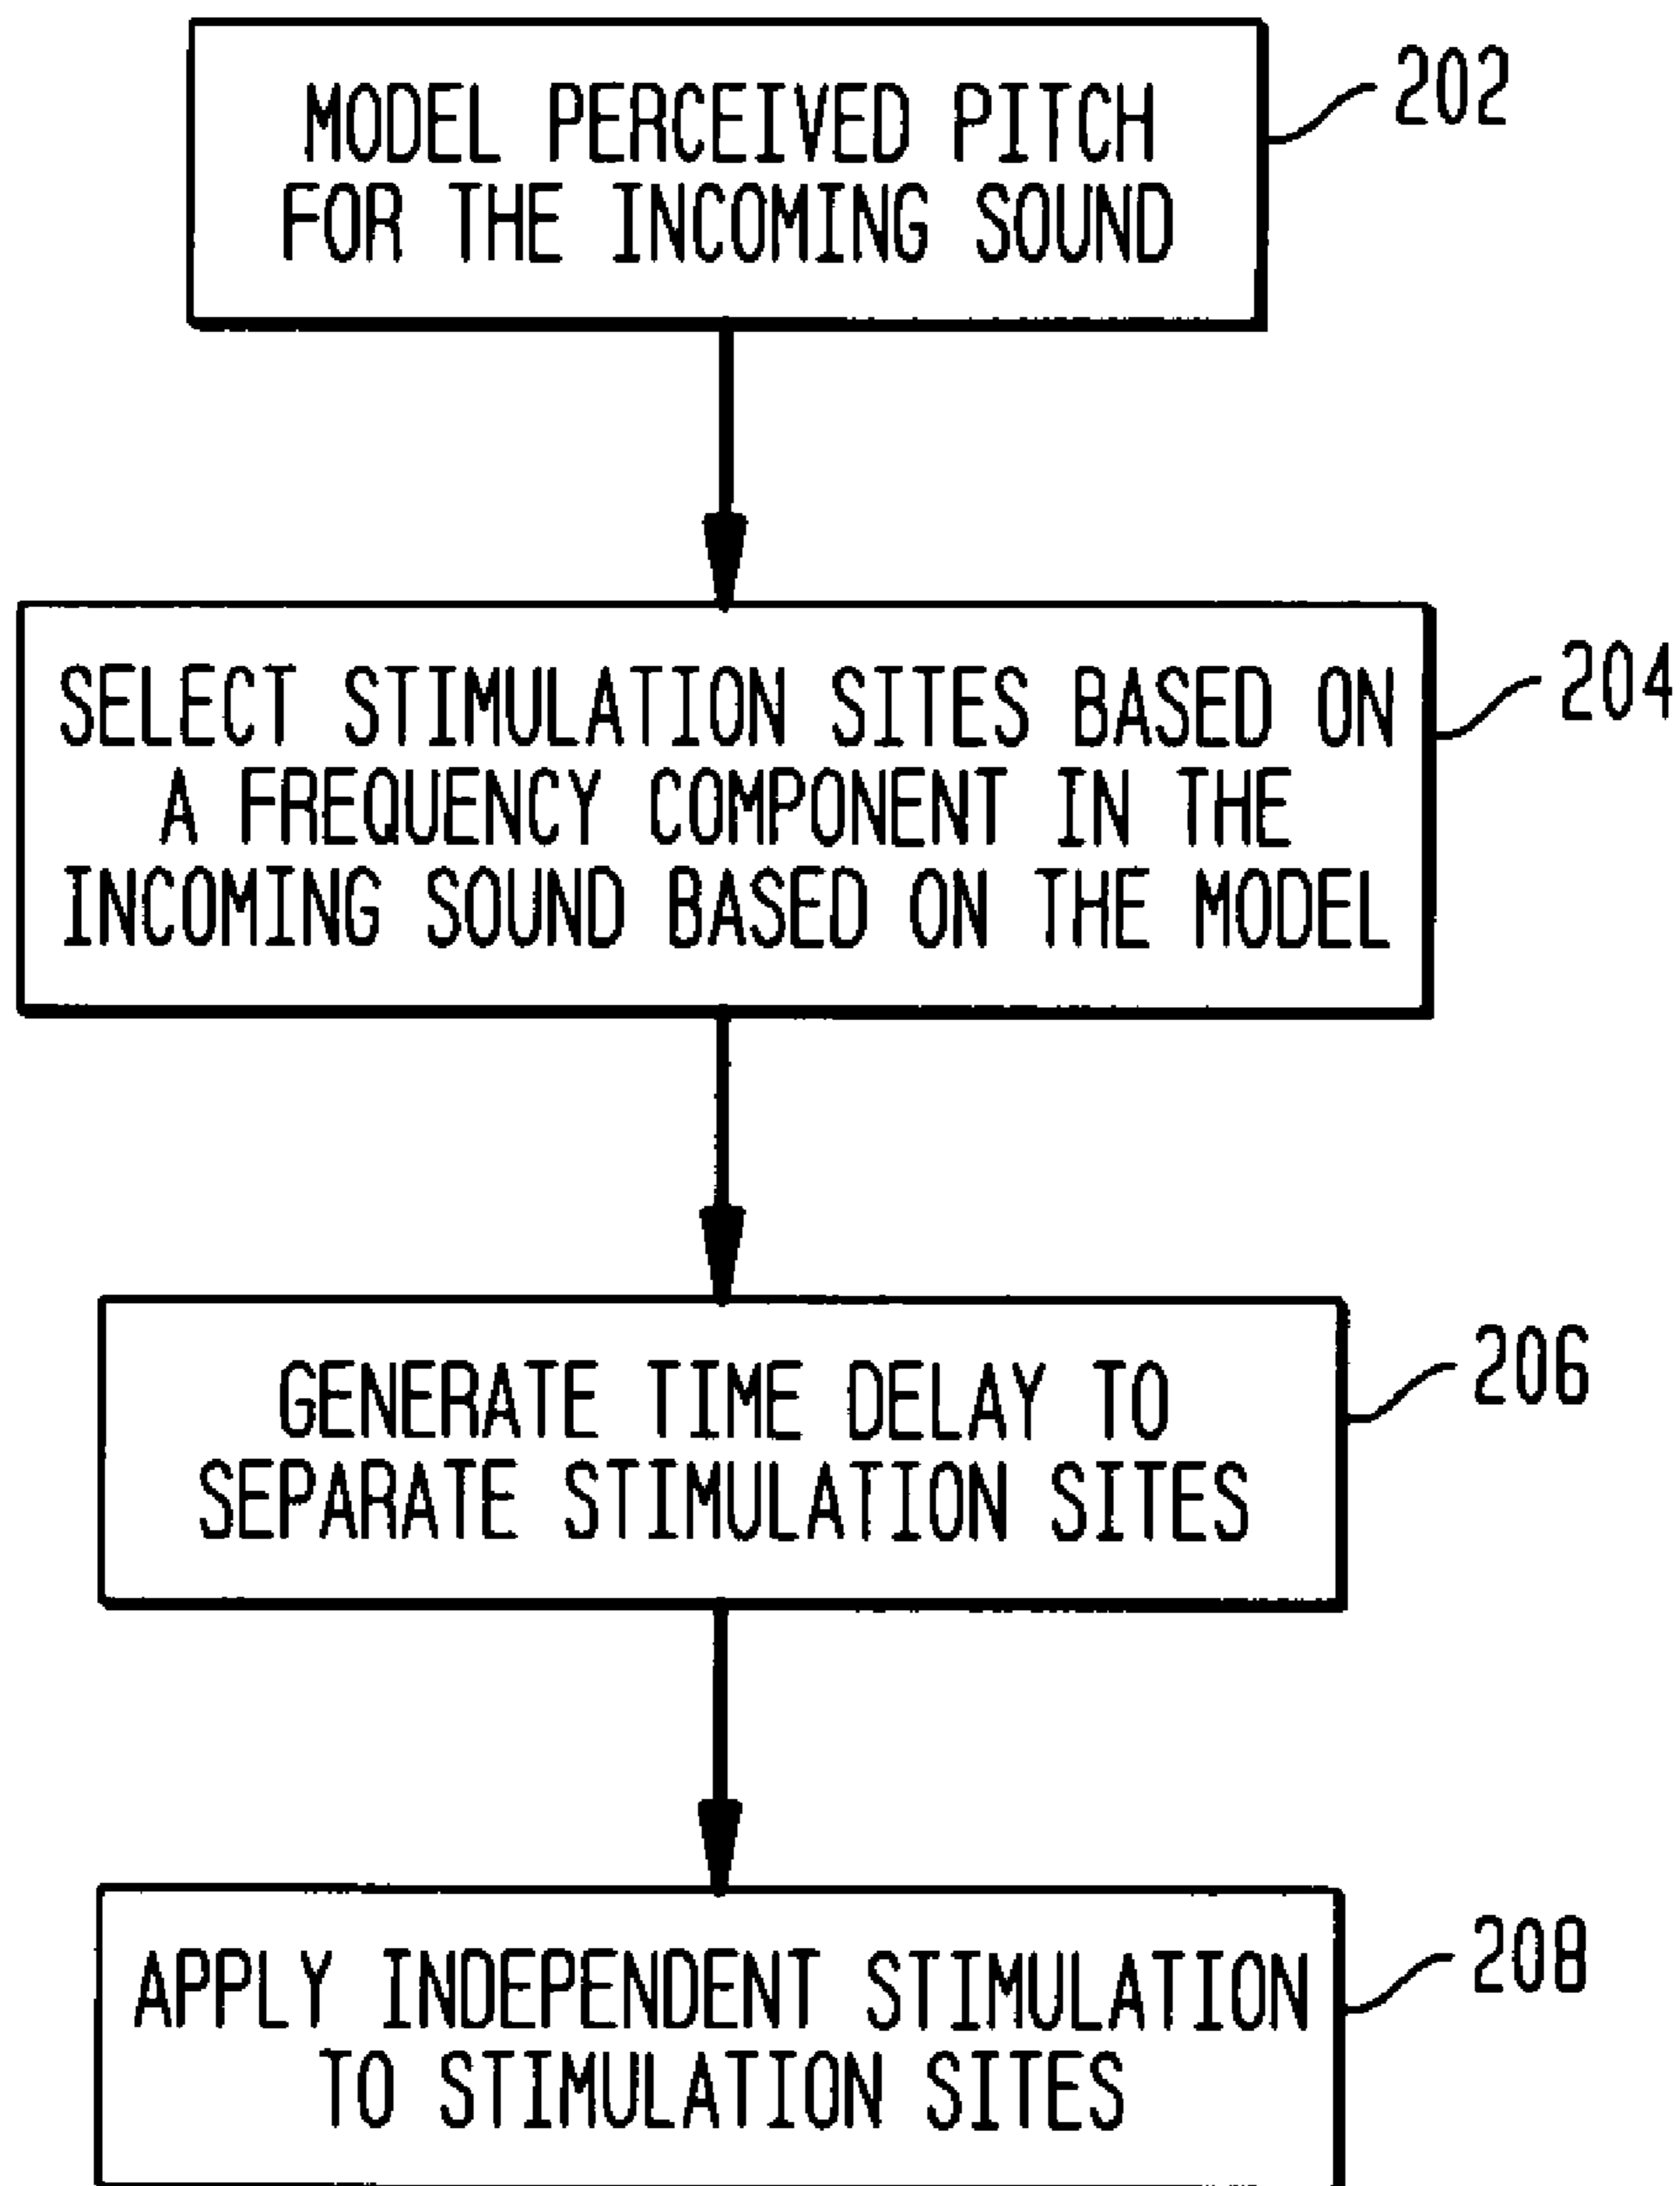 MODEL PERCEIVED PITCH
FOR THE INCOMING SOUND
202
SELECT STIMULATION SITES BASED ON
A FREQUENCY COMPONENT IN THE
INCOMING SOUND BASED ON THE MODEL
204
GENERATE TIME DELAY TO
SEPARATE STIMULATION SITES
206
APPLY INDEPENDENT STIMULATION
TO STIMULATION SITES
208